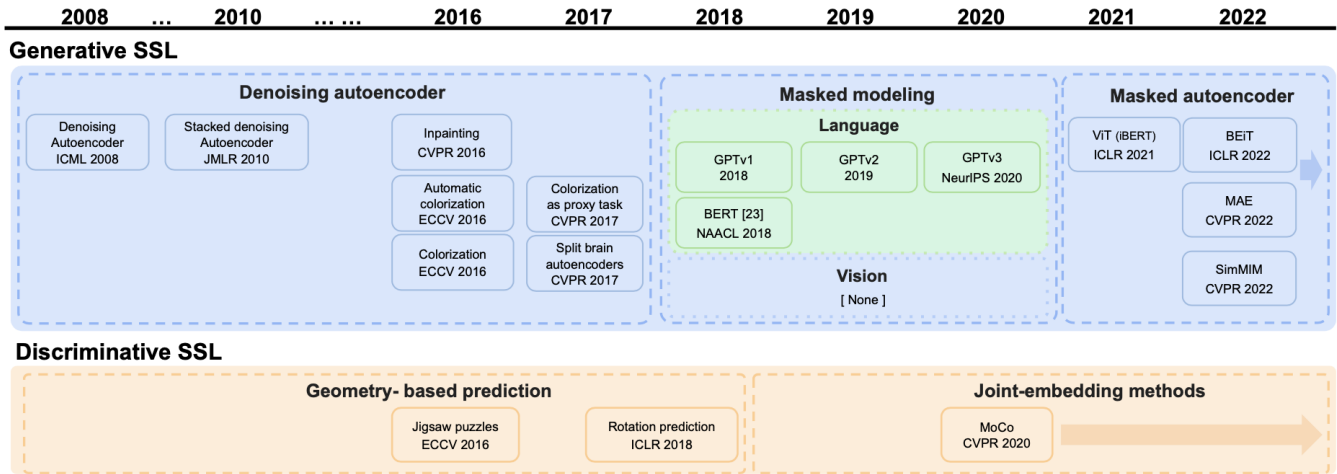 2008 ... 2010 ... ... 2016 2017 2018 2019 2020 2021 2022
Generative SSL
Denoising autoencoder
Denoising
Autoencoder
ICML 2008
Stacked denoising
Autoencoder
JMLR 2010
Inpainting
CVPR 2016
Automatic
colorization
ECCV 2016
Colorization
as proxy task
CVPR 2017
Colorization
ECCV 2016
Split brain
autoencoders
CVPR 2017
Masked modeling
Language
GPTv1
2018
GPTv2
2019
GPTv3
NeurIPS 2020
BERT [23]
NAACL 2018
Vision
[ None ]
Masked autoencoder
ViT (iBERT)
ICLR 2021
BEiT
ICLR 2022
MAE
CVPR 2022
SimMIM
CVPR 2022
Discriminative SSL
Geometry- based prediction
Jigsaw puzzles
ECCV 2016
Rotation prediction
ICLR 2018
Joint-embedding methods
MoCo
CVPR 2020